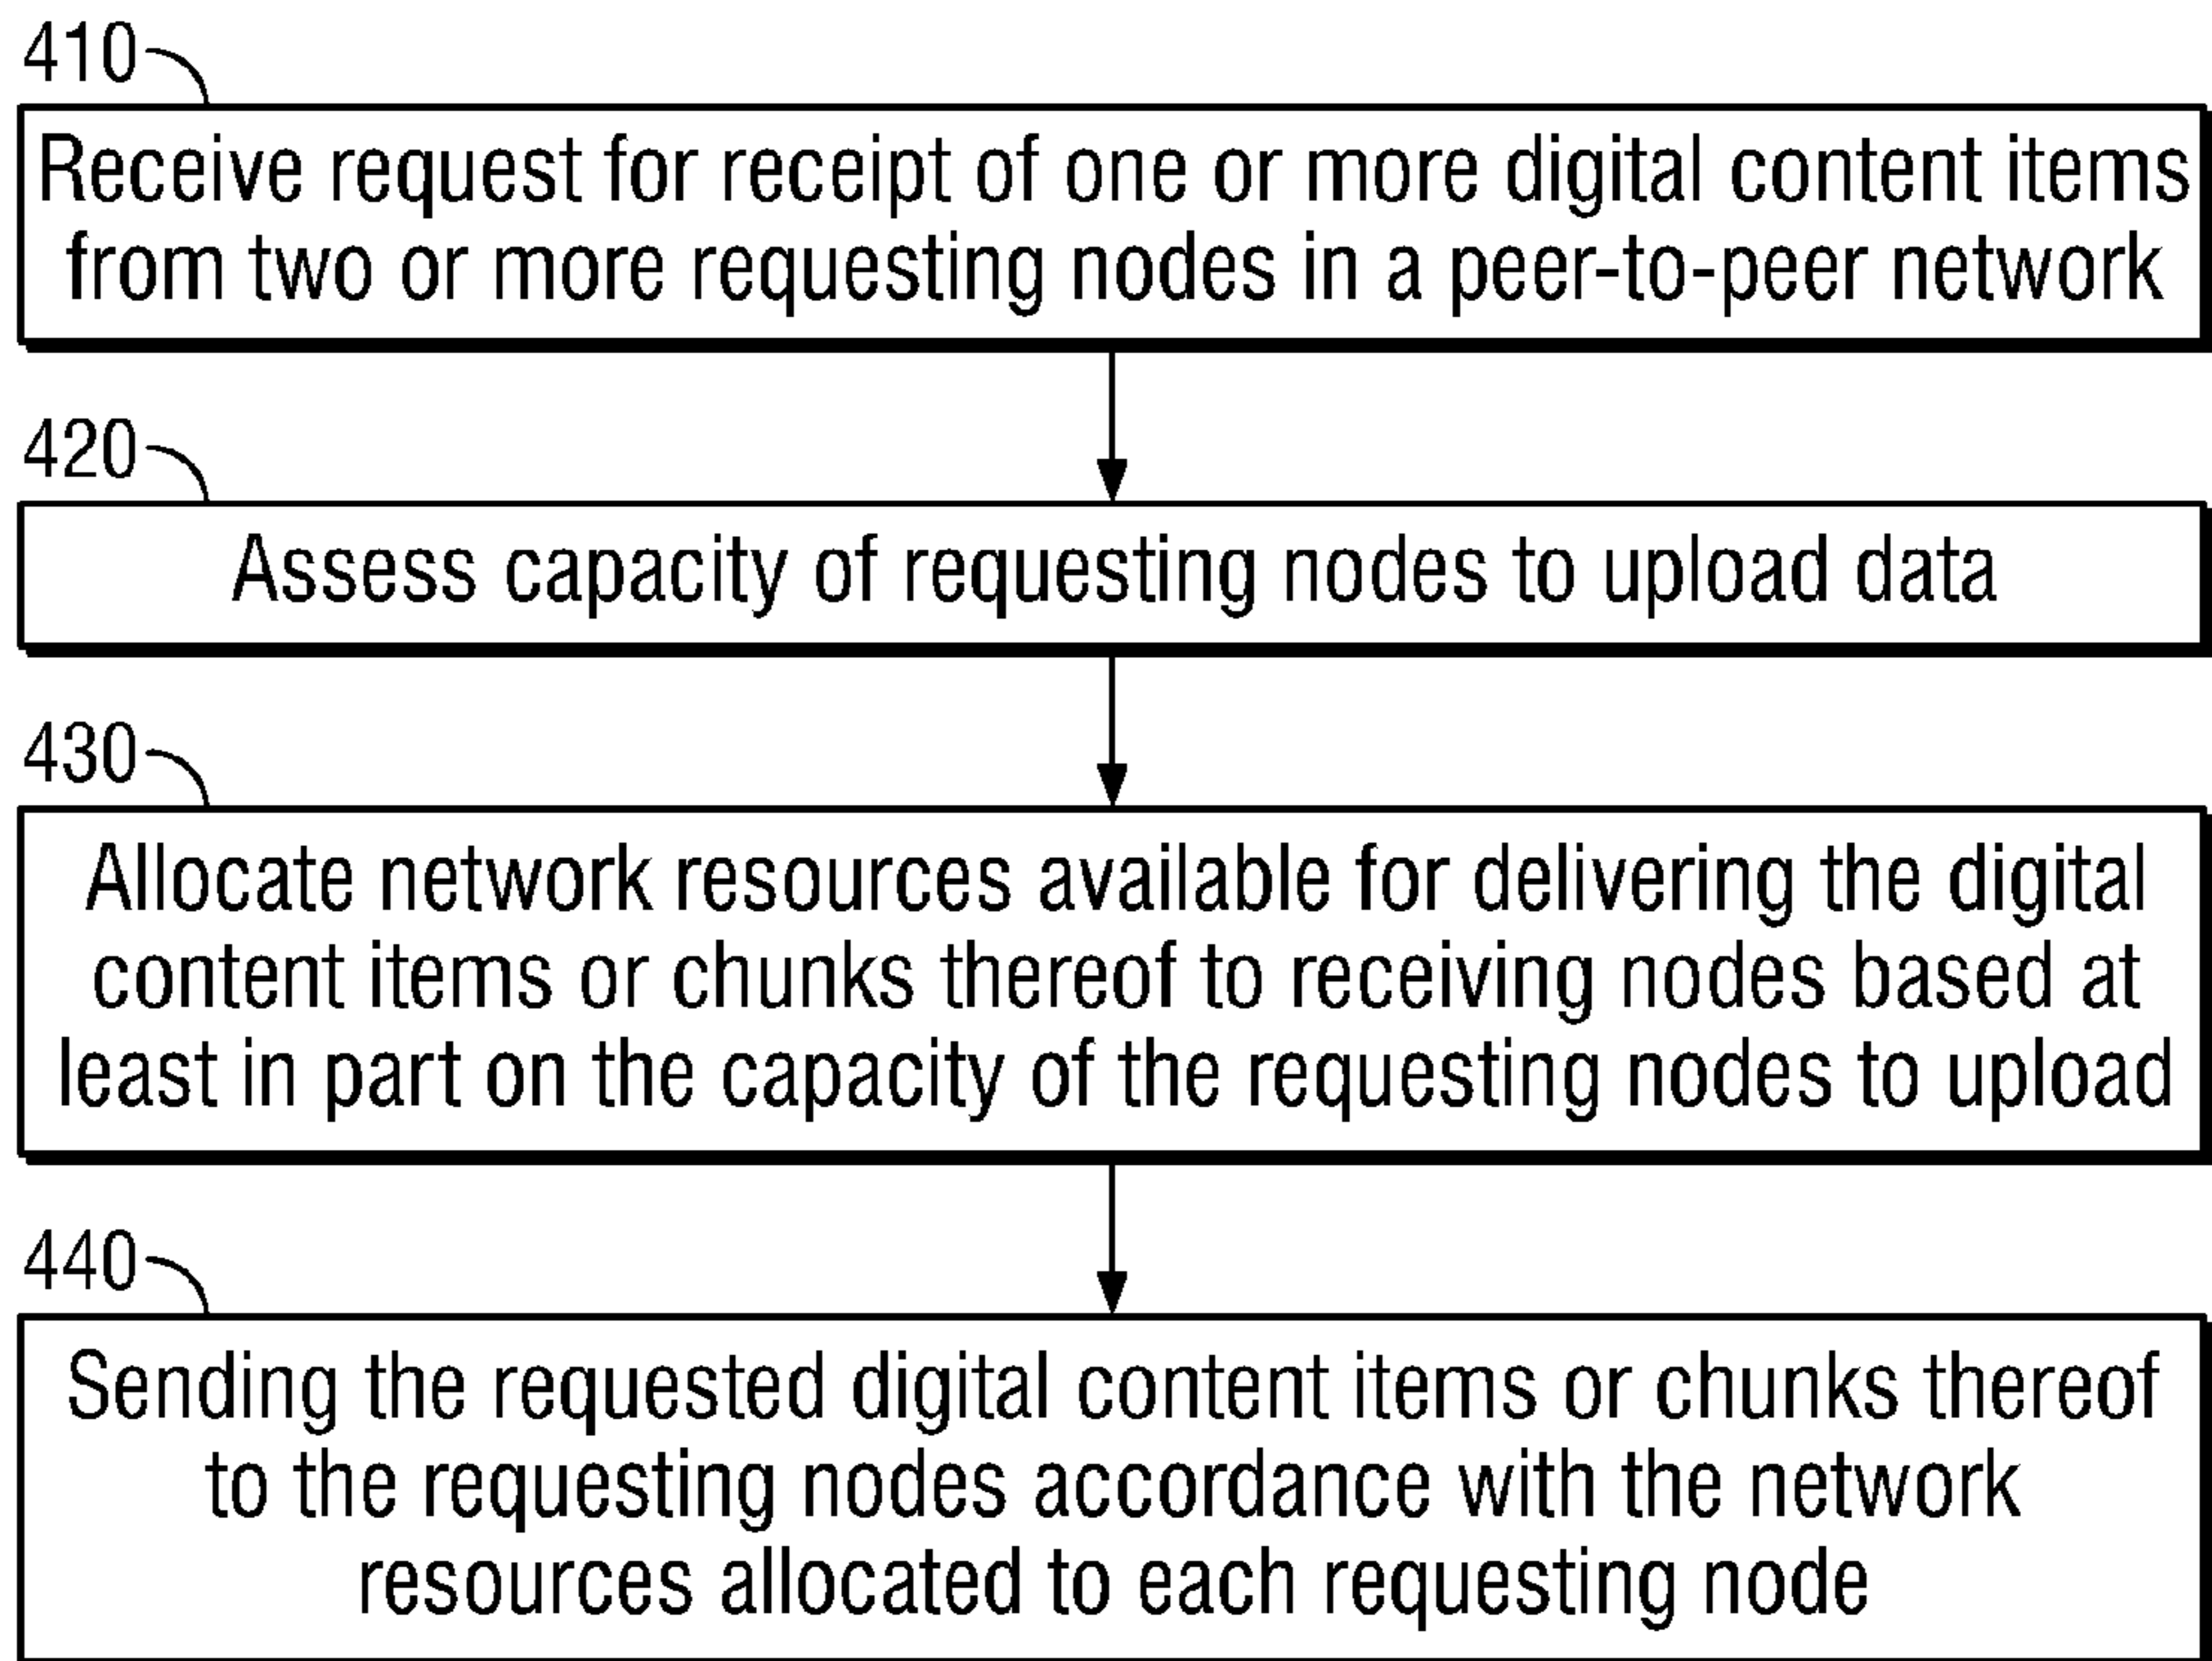 410
Receive request for receipt of one or more digital content items
from two or more requesting nodes in a peer-to-peer network
420
Assess capacity of requesting nodes to upload data
430
Allocate network resources available for delivering the digital
content items or chunks thereof to receiving nodes based at
least in part on the capacity of the requesting nodes to upload
440
Sending the requested digital content items or chunks thereof
to the requesting nodes accordance with the network
resources allocated to each requesting node